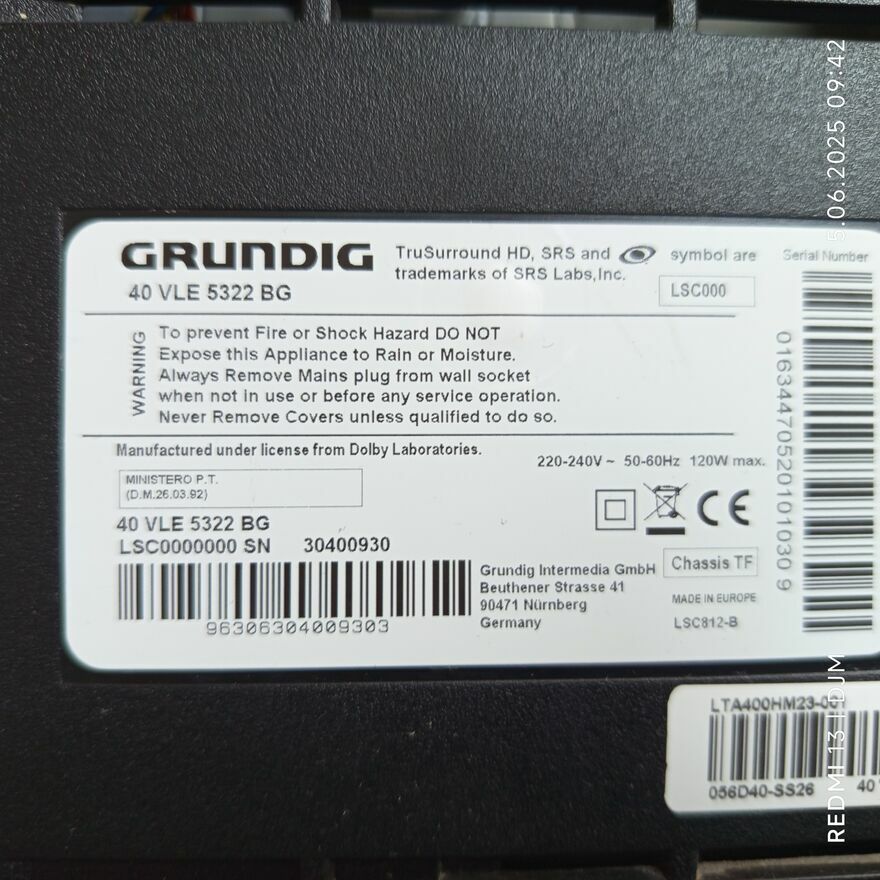 GRUNDIG
40 VLE 5322 BG
TruSurround HD, SRS and symbol are
trademarks of SRS Labs,Inc.
LSC000
Serial Number
WARNING
To prevent Fire or Shock Hazard DO NOT
Expose this Appliance to Rain or Moisture.
Always Remove Mains plug from wall socket
when not in use or before any service operation.
Never Remove Covers unless qualified to do so.
Manufactured under license from Dolby Laboratories.
MINISTERO P.T.
(D.M.26.03.92)
220-240V ~ 50-60Hz 120W max.
40 VLE 5322 BG
LSC0000000 SN 30400930
96306304009303
CE
Grundig Intermedia GmbH
Beuthener Strasse 41
90471 Nürnberg
Germany
Chassis TF
MADE IN EUROPE
LSC812-B
01634470520101030 9
LTA400HM23-001
056D40-SS26 40
REDMI 13 | DJM
5.06.2025 09:42